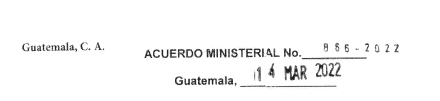 Guatemala, C. A.
ACUERDO MINISTERIAL No. 866-2022
Guatemala, 14 MAR 2022